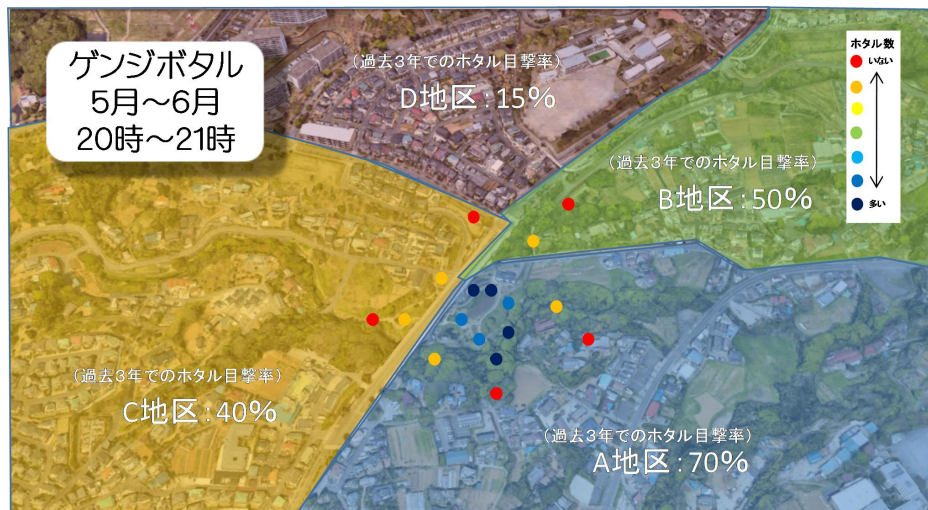 ゲンジボタル
5月～6月
20時～21時
(過去3年でのホタル目撃率)
D地区:15%
ホタル数
いない
多い
(過去3年でのホタル目撃率)
B地区:50%
(過去3年でのホタル目撃率)
C地区:40%
(過去3年でのホタル目撃率)
A地区:70%